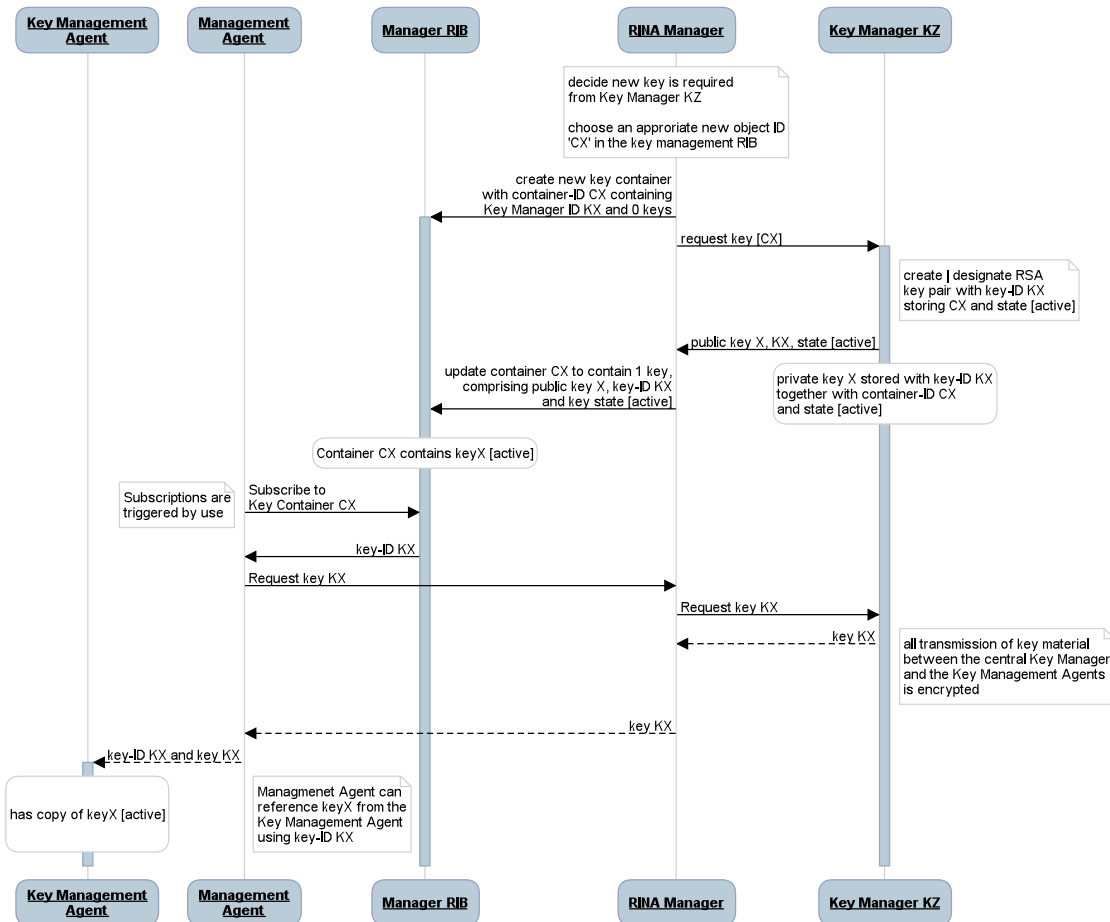 Key Management
Agent
Management
Agent
Manager RIB
RINA Manager
Key Manager KZ
decide new key is required
from Key Manager KZ
choose an approriate new object ID
'CX' in the key management RIB
create new key container
with container-ID CX containing
Key Manager ID KX and 0 keys
request key [CX]
create | designate RSA
key pair with key-ID KX
storing CX and state [active]
public key X, KX, state [active]
update container CX to contain 1 key,
comprising public key X, key-ID KX
and key state [active]
private key X stored with key-ID KX
together with container-ID CX
and state [active]
Container CX contains keyX [active]
Subscriptions are
triggered by use
Subscribe to
Key Container CX
key-ID KX
Request key KX
Request key KX
key KX
all transmission of key material
between the central Key Manager
and the Key Management Agents
is encrypted
key KX
key-ID KX and key KX
has copy of keyX [active]
Managmenet Agent can
reference keyX from the
Key Management Agent
using key-ID KX
Key Management
Agent
Management
Agent
Manager RIB
RINA Manager
Key Manager KZ